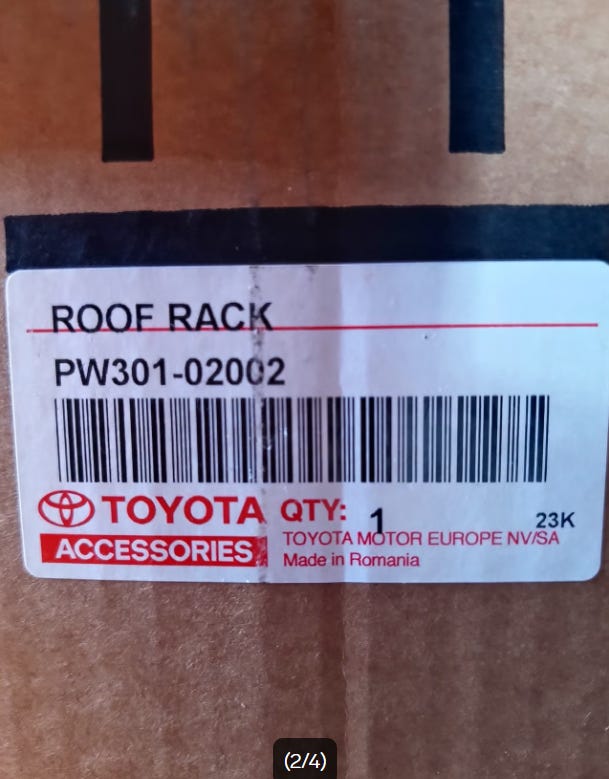 ROOF RACK
PW301-02002
TOYOTA QTY: 1 23K
ACCESSORIES TOYOTA MOTOR EUROPE NV/SA
Made in Romania
(2/4)